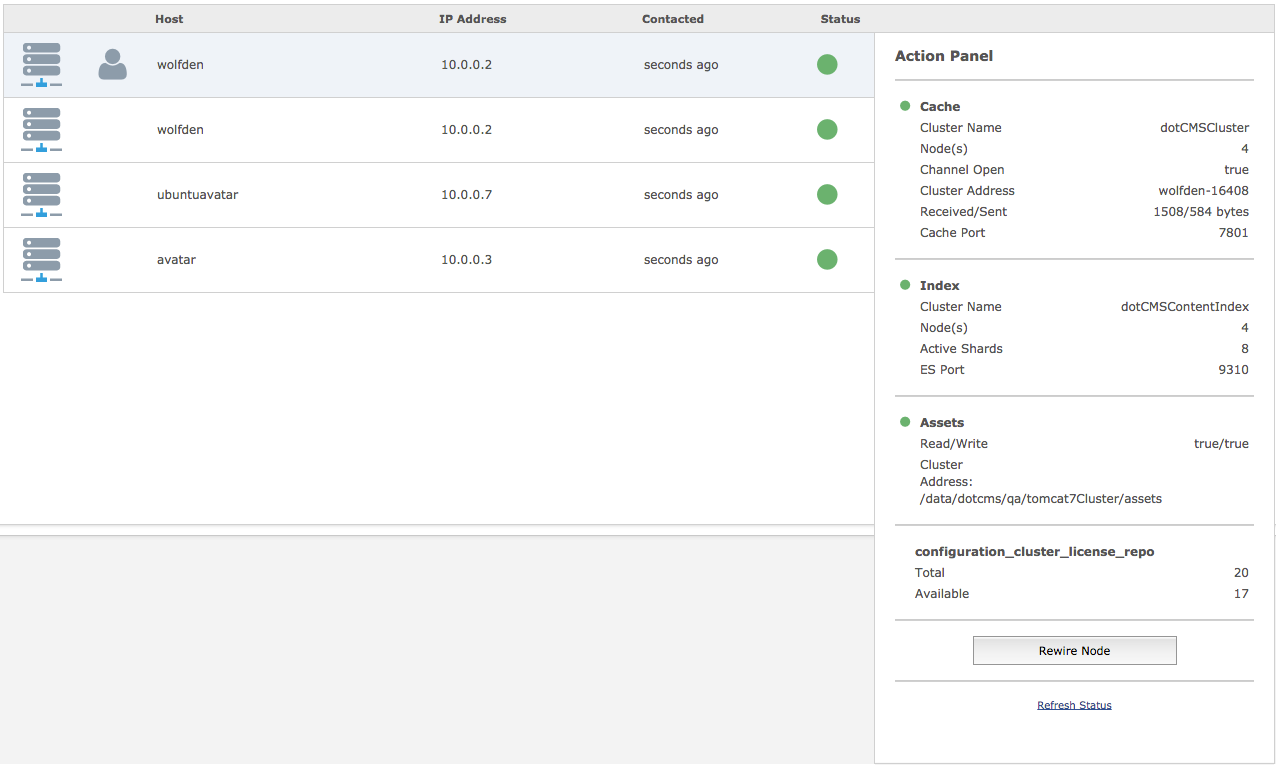 Host IP Address Contacted Status
wolfden 10.0.0.2 seconds ago
wolfden 10.0.0.2 seconds ago
ubuntuavatar 10.0.0.7 seconds ago
avatar 10.0.0.3 seconds ago
Action Panel
Cache
Cluster Name dotCMSCluster
Node(s) 4
Channel Open true
Cluster Address wolfden-16408
Received/Sent 1508/584 bytes
Cache Port 7801
Index
Cluster Name dotCMSContentIndex
Node(s) 4
Active Shards 8
ES Port 9310
Assets
Read/Write true/true
Cluster
Address:
/data/dotcms/qa/tomcat7Cluster/assets
configuration_cluster_license_repo
Total 20
Available 17
Rewire Node
Refresh Status